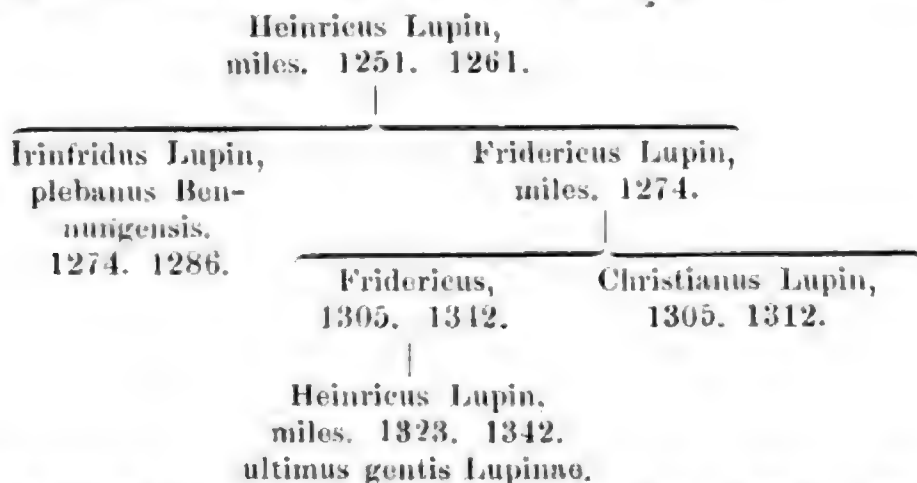 Heinricus Lupin,
miles. 1251. 1261.
Irinfridus Lupin,
plebanus Ben-
nungensis.
1274. 1286.
Fridericus Lupin,
miles. 1274.
Fridericus,
1305. 1342.
Christianus Lupin,
1305. 1312.
Heinricus Lupin,
miles. 1323. 1342.
ultimus gentis Lupinae.